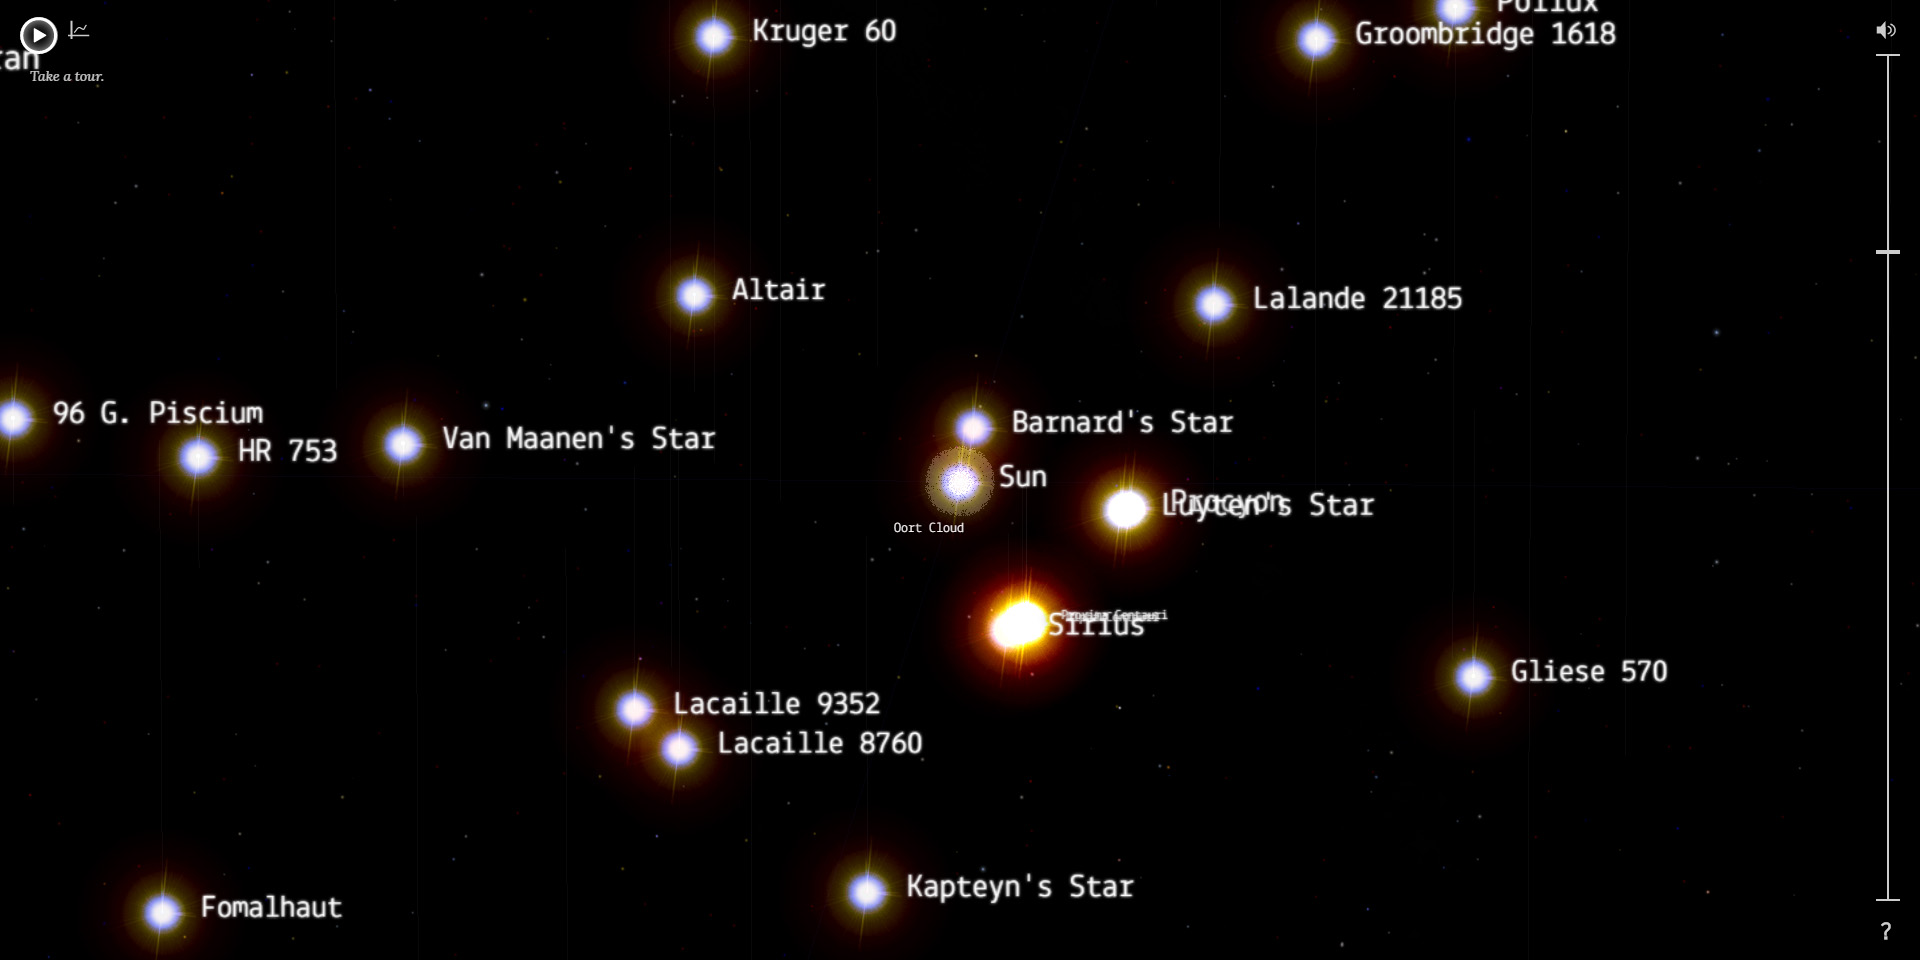 Kruger 60
Pollux
Groombridge 1618
ran
Take a tour.
Altair
Lalande 21185
96 G. Piscium
HR 753
Van Maanen's Star
Barnard's Star
Sun
Procyon
Luyten's Star
Oort Cloud
Proxima Centauri
Sirius
Gliese 570
Lacaille 9352
Lacaille 8760
Kapteyn's Star
Fomalhaut
?